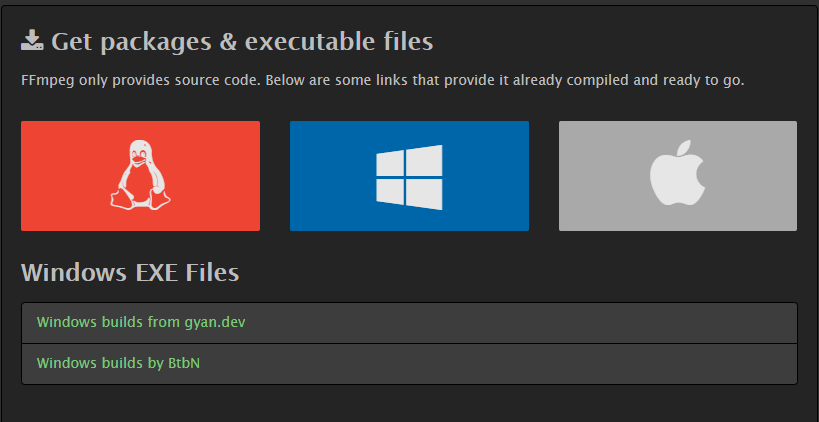 Get packages & executable files
FFmpeg only provides source code. Below are some links that provide it already compiled and ready to go.
Windows EXE Files
Windows builds from gyan.dev
Windows builds by BtbN